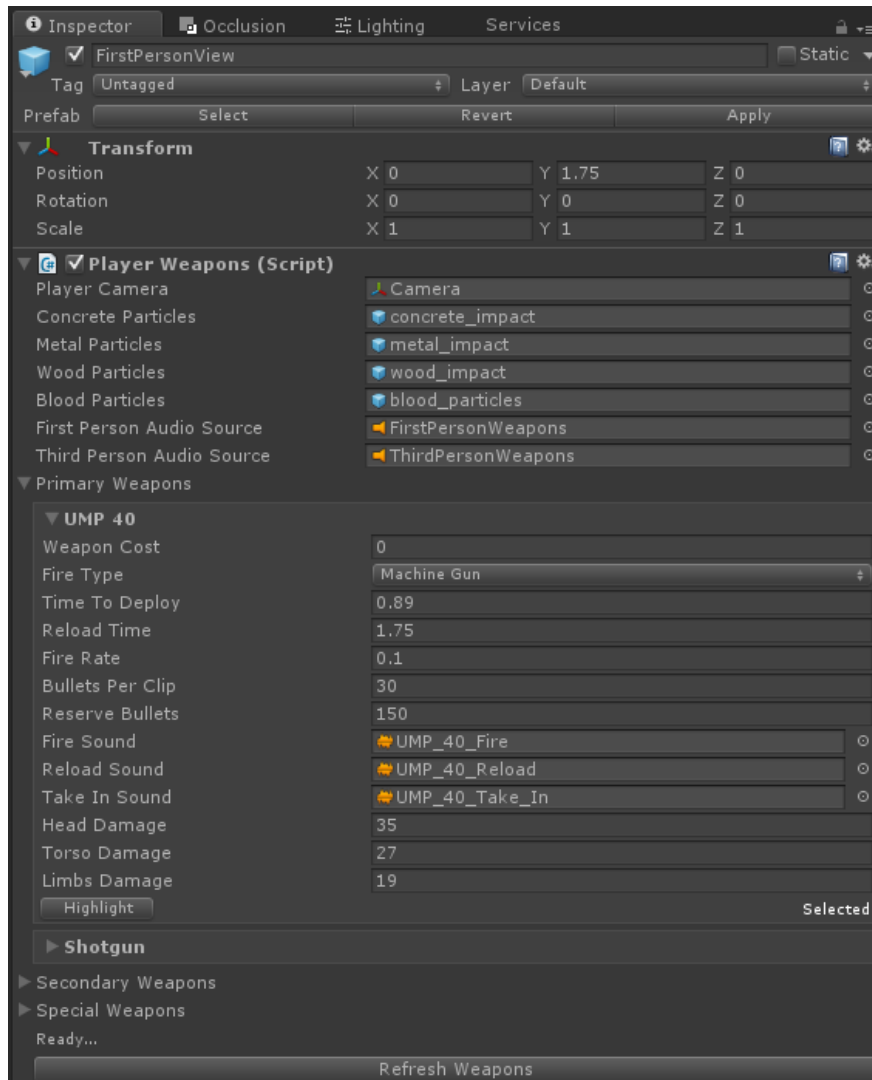 Inspector Occlusion Lighting Services
FirstPersonView Static
Tag Untagged Layer Default
Prefab Select Revert Apply
Transform
Position X 0 Y 1.75 Z 0
Rotation X 0 Y 0 Z 0
Scale X 1 Y 1 Z 1
Player Weapons (Script)
Player Camera Camera
Concrete Particles concrete_impact
Metal Particles metal_impact
Wood Particles wood_impact
Blood Particles blood_particles
First Person Audio Source FirstPersonWeapons
Third Person Audio Source ThirdPersonWeapons
Primary Weapons
UMP 40
Weapon Cost 0
Fire Type Machine Gun
Time To Deploy 0.89
Reload Time 1.75
Fire Rate 0.1
Bullets Per Clip 30
Reserve Bullets 150
Fire Sound UMP_40_Fire
Reload Sound UMP_40_Reload
Take In Sound UMP_40_Take_In
Head Damage 35
Torso Damage 27
Limbs Damage 19
Highlight Selected
Shotgun
Secondary Weapons
Special Weapons
Ready...
Refresh Weapons